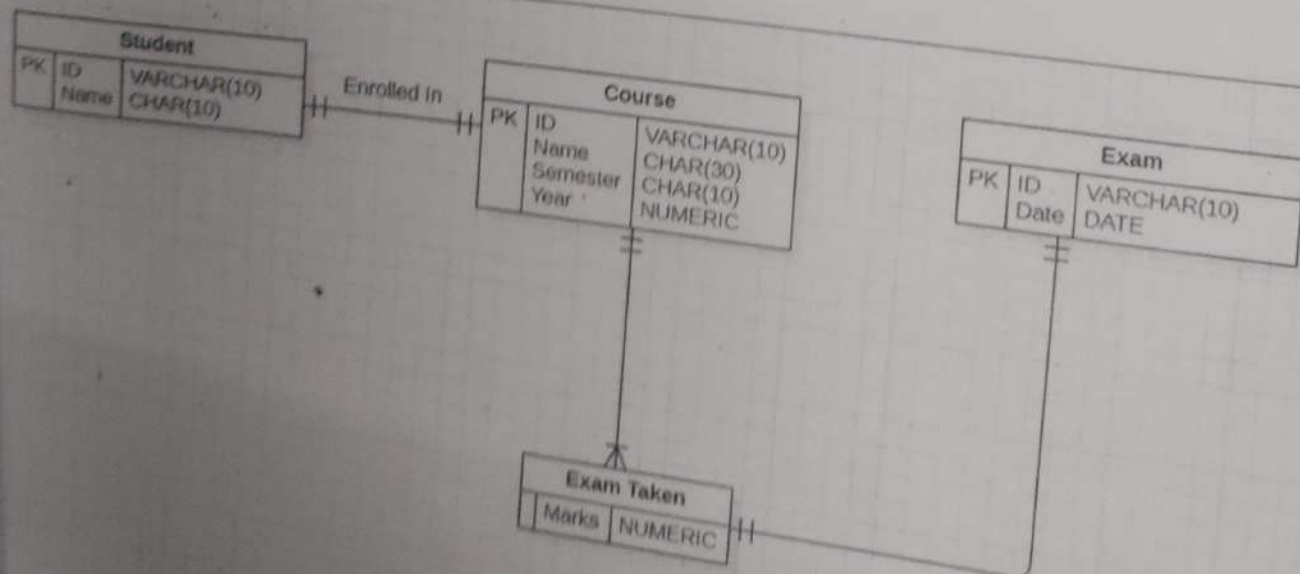 Student
PK ID VARCHAR(10)
Name CHAR(10)
Enrolled In
Course
PK ID VARCHAR(10)
Name CHAR(30)
Semester CHAR(10)
Year NUMERIC
Exam
PK ID VARCHAR(10)
Date DATE
Exam Taken
Marks NUMERIC